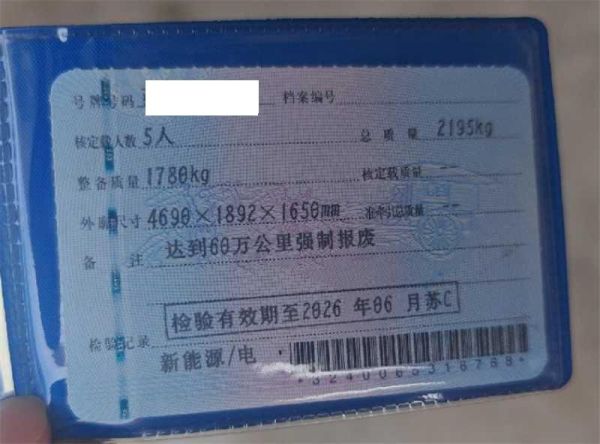 号牌号码 档案编号
核定载人数 5人 总质量 2195kg
整备质量 1780kg 核定载质量 --
外廓尺寸 4690×1892×1650mm 准牵引总质量 --
备注 达到60万公里强制报废
检验有效期至2026年06月苏C
检验记录
新能源/电
*3240065318768*